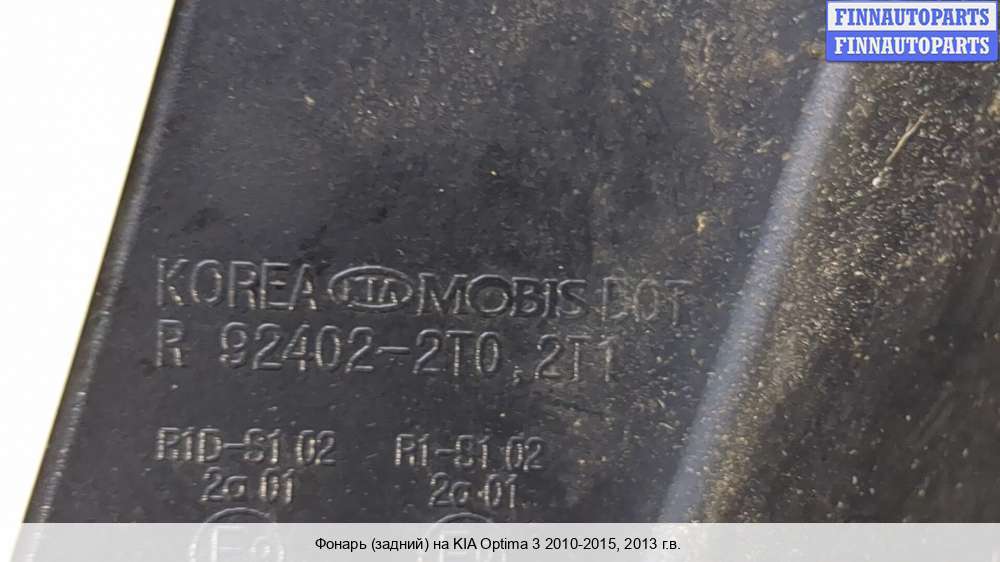 FINNAUTOPARTS
FINNAUTOPARTS
KOREA KIA MOBIS DOT
R 92402-2T0,2T1
R1D-S1 02 R1-S1 02
2a 01 2a 01
Фонарь (задний) на KIA Optima 3 2010-2015, 2013 г.в.